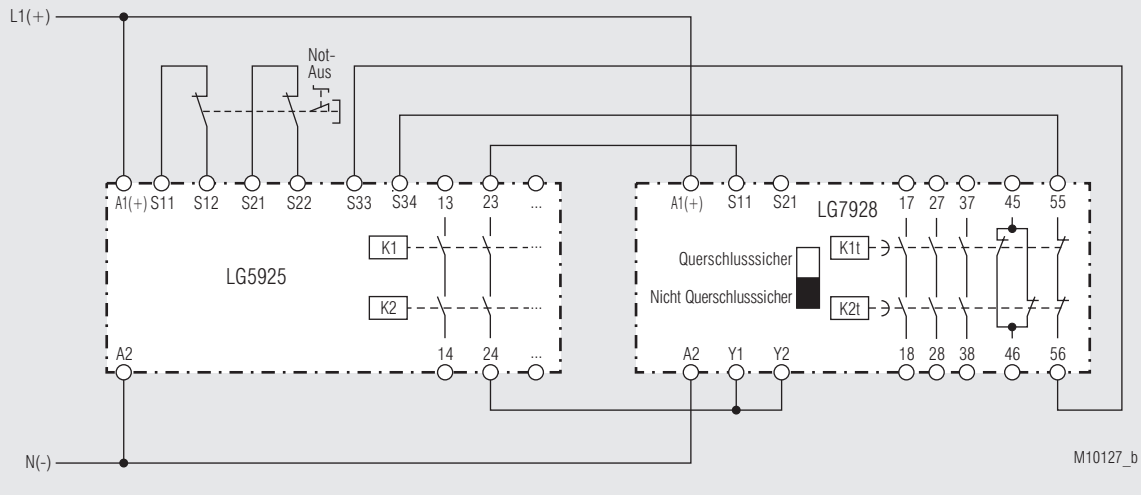 L1(+)
Not-
Aus
A1(+) S11 S12 S21 S22 S33 S34 13 23 ...
A1(+) S11 S21 LG7928 17 27 37 45 55
K1 ...
Querschlusssicher K1t
LG5925
Nicht Querschlusssicher K2t
K2 ...
A2 14 24 ...
A2 Y1 Y2 18 28 38 46 56
N(-)
M10127_b